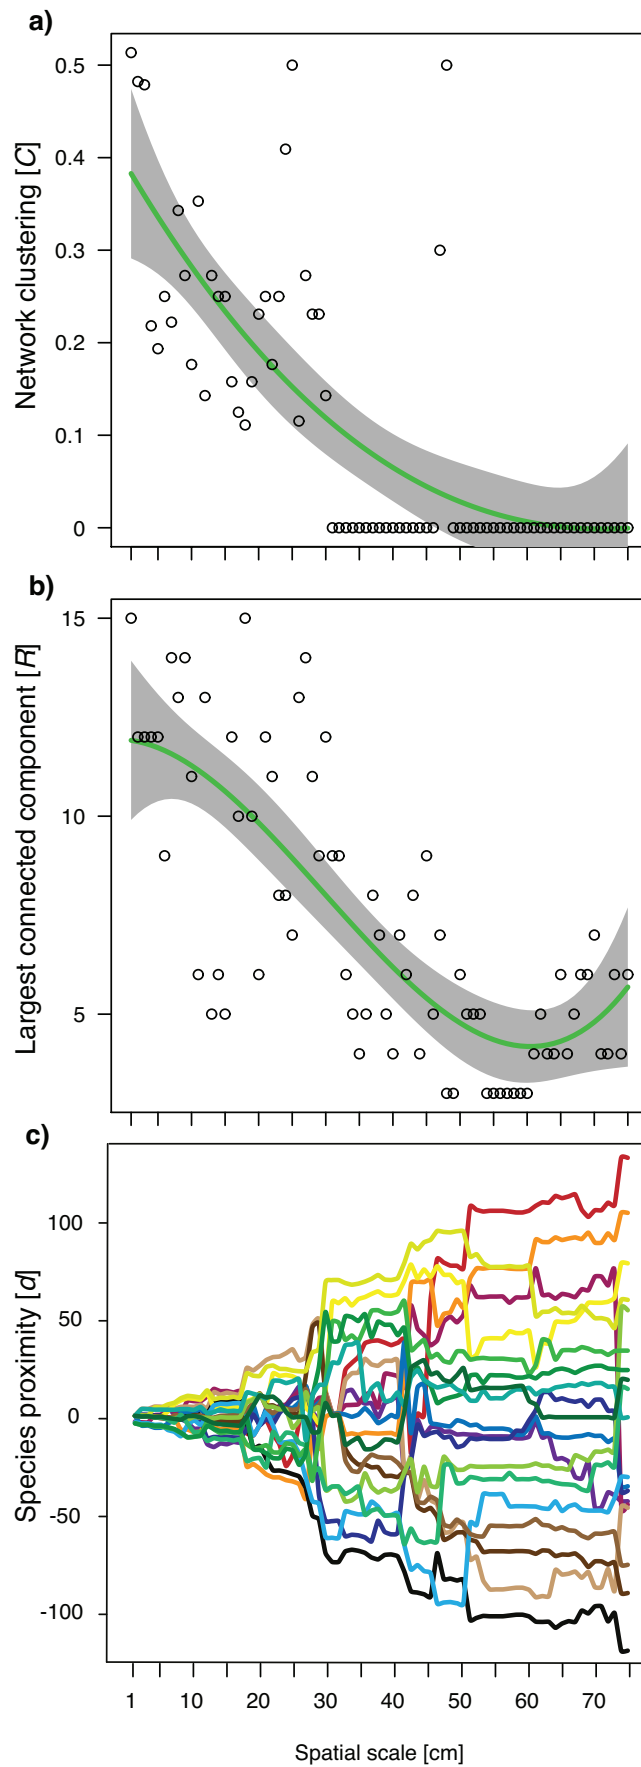 a)
Network clustering [C]
0.5
0.4
0.3
0.2
0.1
0
b)
Largest connected component [R]
15
10
5
c)
Species proximity [d]
100
50
0
-50
-100
1 10 20 30 40 50 60 70
Spatial scale [cm]